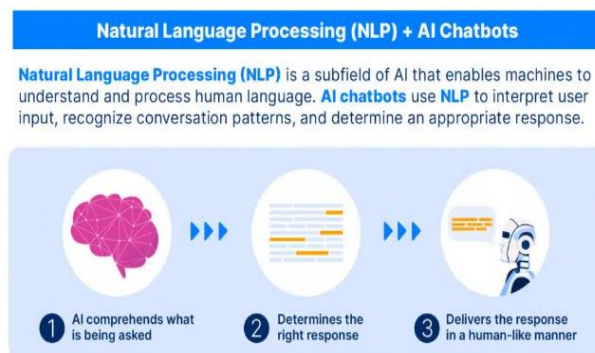 Natural Language Processing (NLP) + AI Chatbots
Natural Language Processing (NLP) is a subfield of AI that enables machines to
understand and process human language. AI chatbots use NLP to interpret user
input, recognize conversation patterns, and determine an appropriate response.
1 AI comprehends what
is being asked
2 Determines the
right response
3 Delivers the response
in a human-like manner